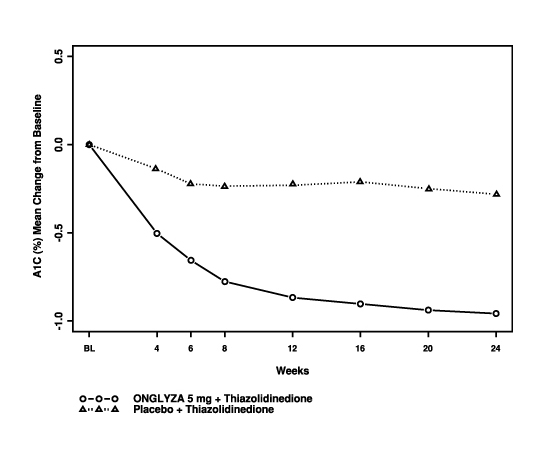 A1C (%) Mean Change from Baseline
0.5
0.0
-0.5
-1.0
BL 4 6 8 12 16 20 24
Weeks
ONGLYZA 5 mg + Thiazolidinedione
Placebo + Thiazolidinedione